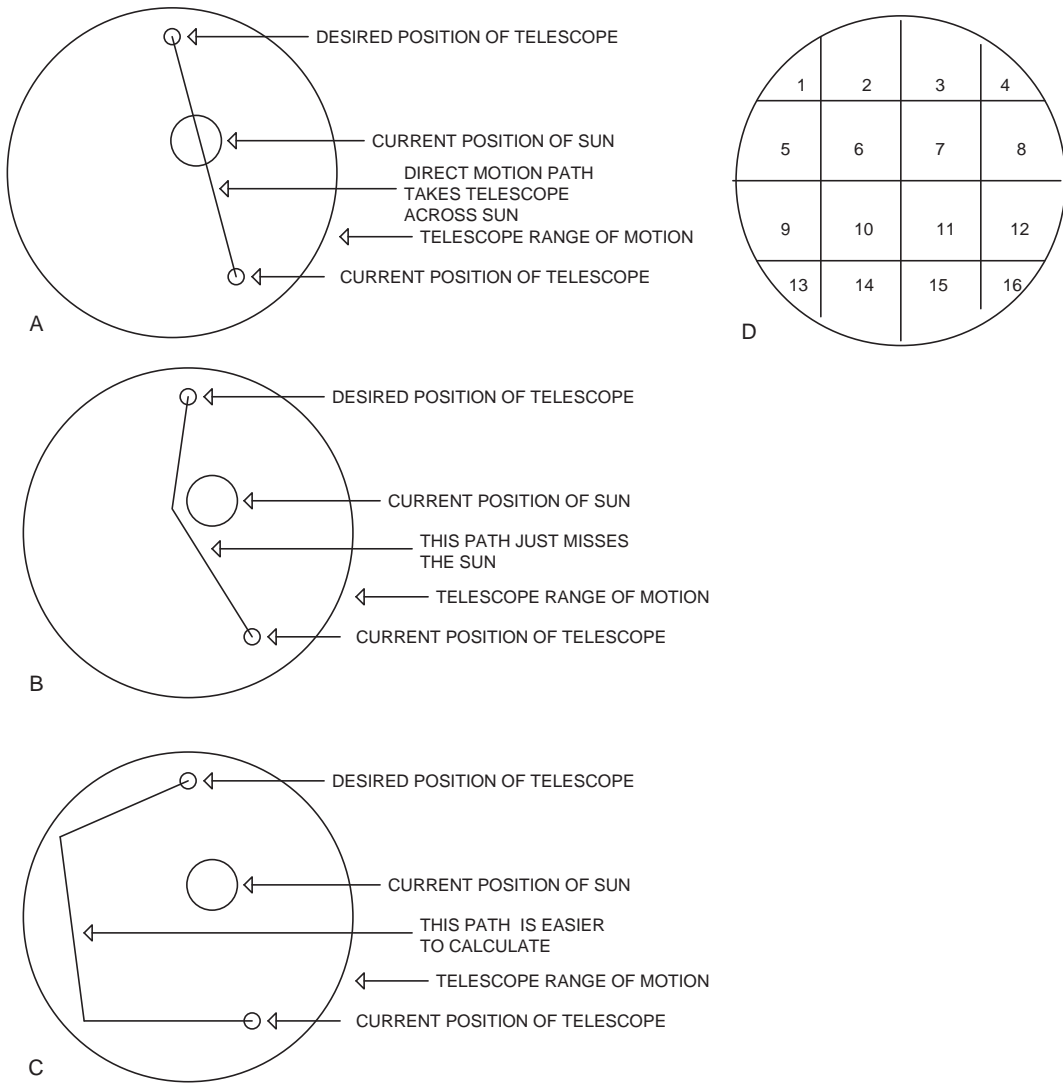 DESIRED POSITION OF TELESCOPE
CURRENT POSITION OF SUN
DIRECT MOTION PATH
TAKES TELESCOPE
ACROSS SUN
TELESCOPE RANGE OF MOTION
CURRENT POSITION OF TELESCOPE
A
1 2 3 4
5 6 7 8
9 10 11 12
13 14 15 16
D
DESIRED POSITION OF TELESCOPE
CURRENT POSITION OF SUN
THIS PATH JUST MISSES
THE SUN
TELESCOPE RANGE OF MOTION
CURRENT POSITION OF TELESCOPE
B
DESIRED POSITION OF TELESCOPE
CURRENT POSITION OF SUN
THIS PATH IS EASIER
TO CALCULATE
TELESCOPE RANGE OF MOTION
CURRENT POSITION OF TELESCOPE
C